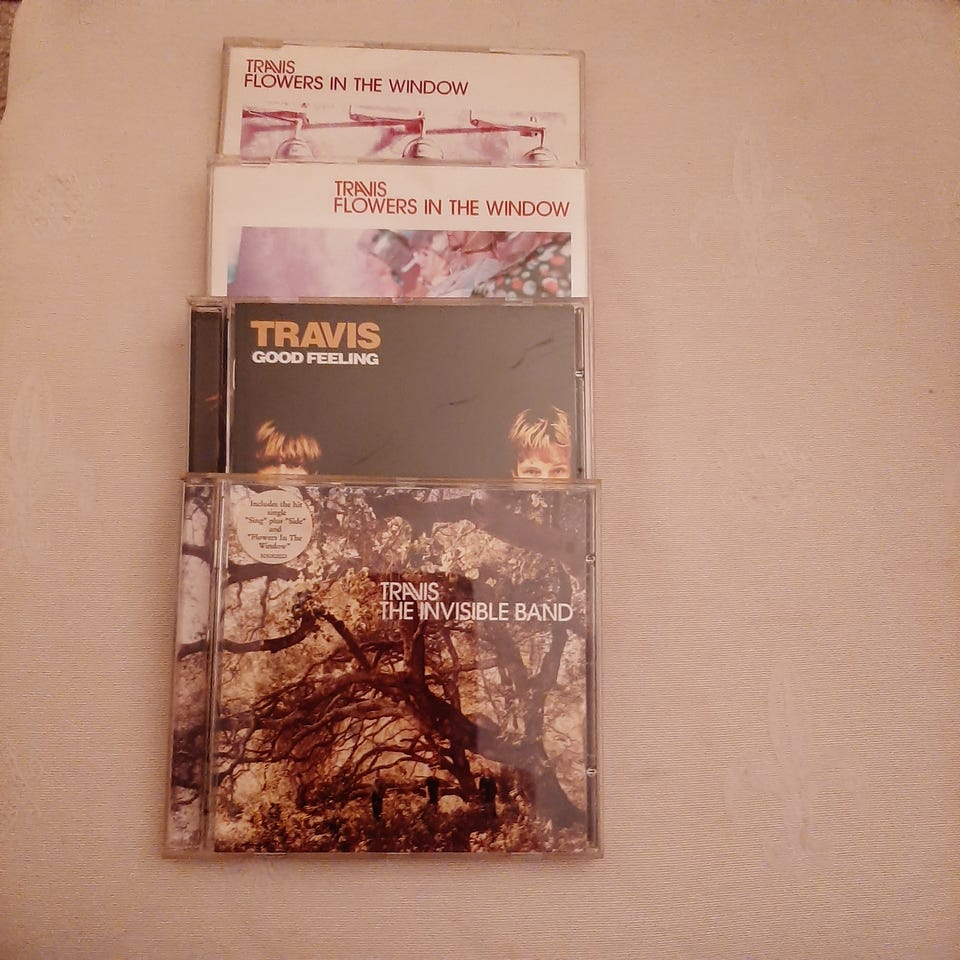 TRAVIS
FLOWERS IN THE WINDOW
TRAVIS
FLOWERS IN THE WINDOW
TRAVIS
GOOD FEELING
Includes the hit
single
"Sing" plus "Side"
and
"Flowers In The
Window"
TRAVIS
THE INVISIBLE BAND